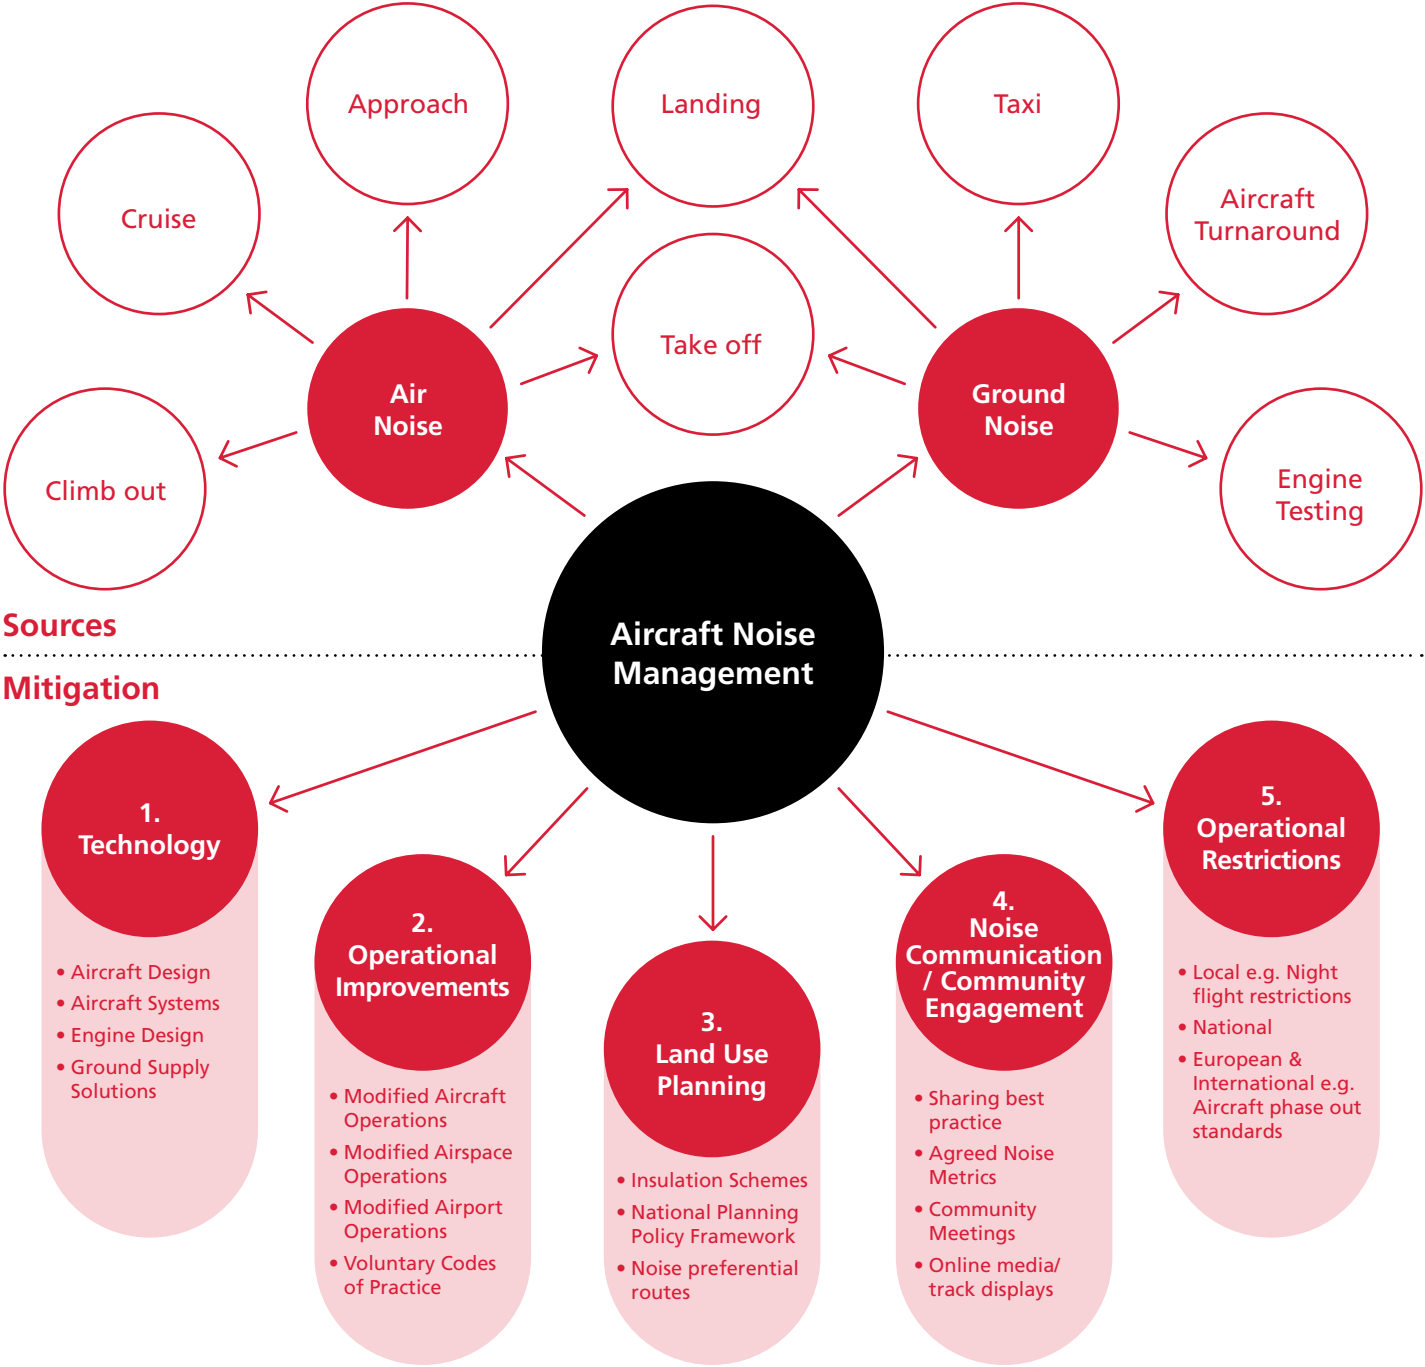 Approach
Landing
Taxi
Cruise
Aircraft
Turnaround
Take off
Air
Noise
Ground
Noise
Climb out
Engine
Testing
Sources
Aircraft Noise
Management
Mitigation
1.
Technology
• Aircraft Design
• Aircraft Systems
• Engine Design
• Ground Supply
Solutions
2.
Operational
Improvements
• Modified Aircraft
Operations
• Modified Airspace
Operations
• Modified Airport
Operations
• Voluntary Codes
of Practice
3.
Land Use
Planning
• Insulation Schemes
• National Planning
Policy Framework
• Noise preferential
routes
4.
Noise
Communication
/ Community
Engagement
• Sharing best
practice
• Agreed Noise
Metrics
• Community
Meetings
• Online media/
track displays
5.
Operational
Restrictions
• Local e.g. Night
flight restrictions
• National
• European &
International e.g.
Aircraft phase out
standards